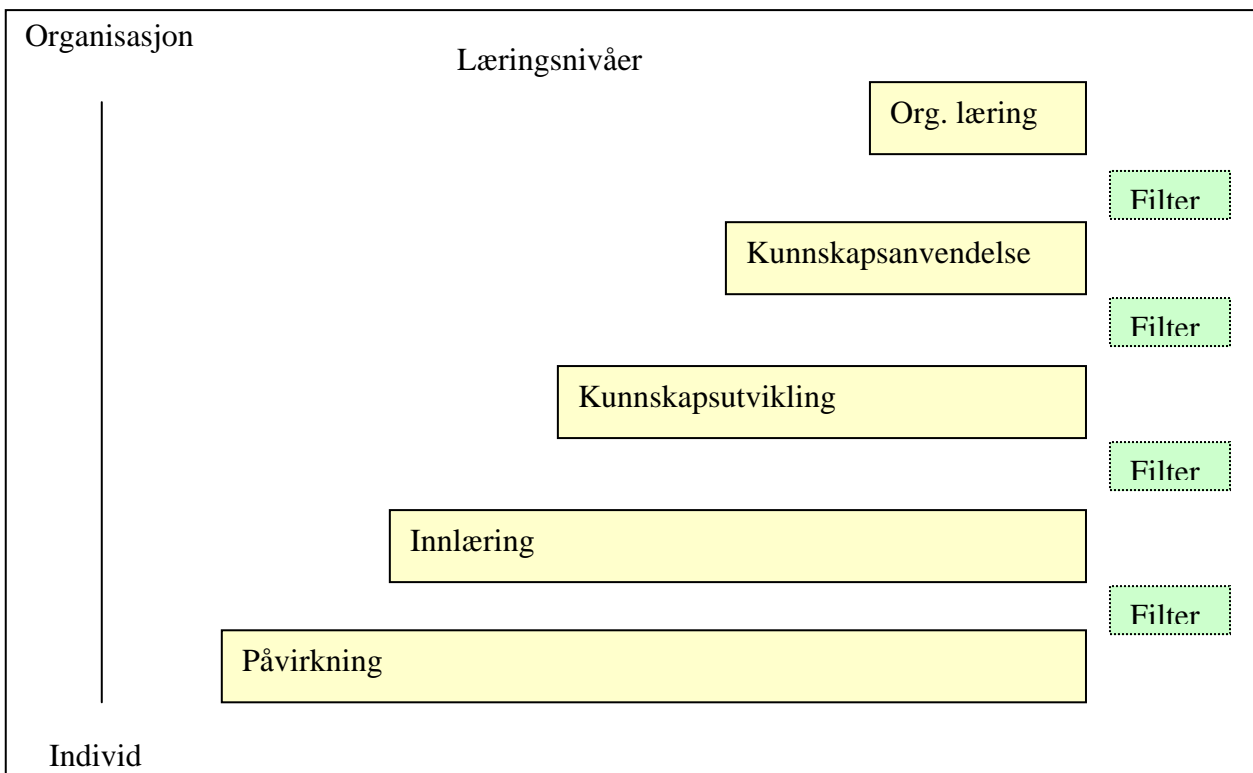 Organisasjon
Læringsnivåer
Org. læring
Filter
Kunnskapsanvendelse
Filter
Kunnskapsutvikling
Filter
Innlæring
Filter
Påvirkning
Individ